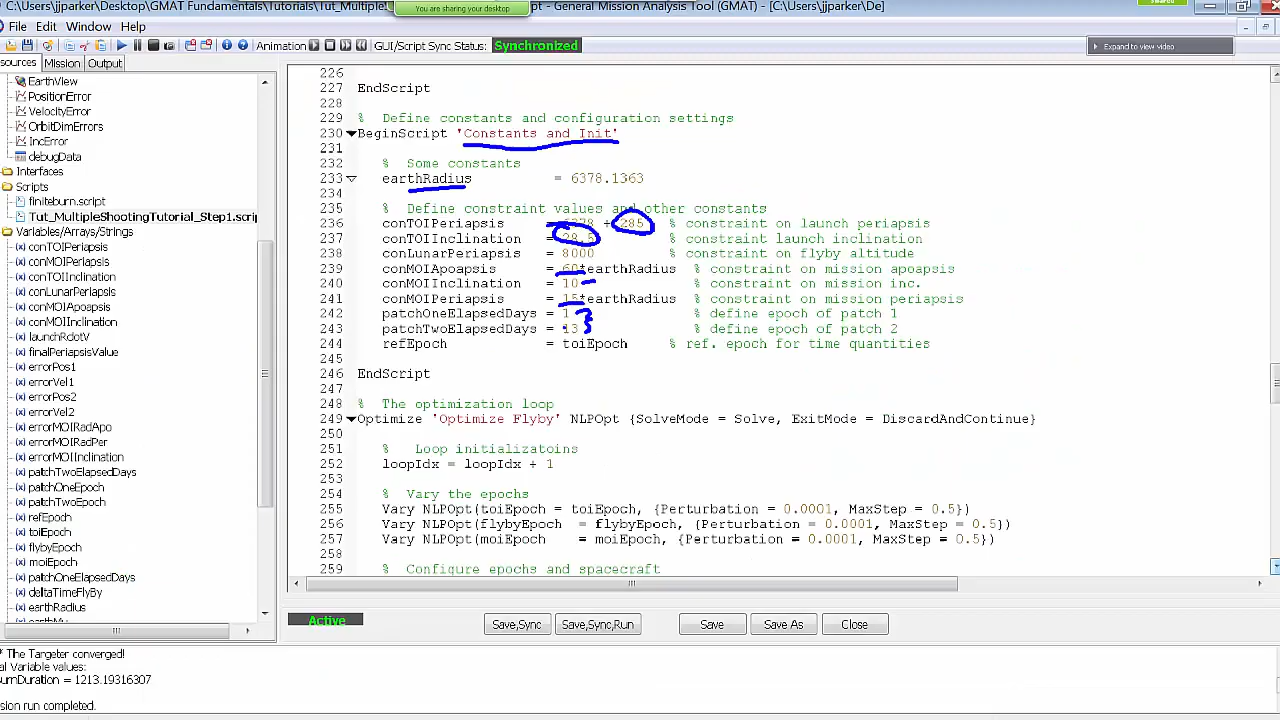 C:\Users\jjparker\Desktop\GMAT Fundamentals\Tutorials\Tut_Multiple
You are sharing your desktop
pt - General Mission Analysis (GMAT) - [C:\Users\jjparker\De]
File Edit Window Help
Animation GUI/Script Sync Status: Synchronized
Expand to view video
sources Mission Output
EarthView
PositionError
VelocityError
OrbitDimErrors
IncError
debugData
Interfaces
Scripts
finiteburn.script
Tut_MultipleShootingTutorial_Step1.scrip
Variables/Arrays/Strings
conTOIPeriapsis
conMOIPeriapsis
conTOIInclination
conLunarPeriapsis
conMOIApoapsis
conMOIInclination
launchRdotV
finalPeriapsisValue
errorPos1
errorVel1
errorPos2
errorVel2
errorMOIRadApo
errorMOIRadPer
errorMOIInclination
patchTwoElapsedDays
patchOneEpoch
patchTwoEpoch
refEpoch
toiEpoch
flybyEpoch
moiEpoch
patchOneElapsedDays
deltaTimeFlyBy
earthRadius
earthMu
226
227 EndScript
228
229 % Define constants and configuration settings
230 BeginScript 'Constants and Init'
231
232 % Some constants
233 earthRadius = 6378.1363
234
235 % Define constraint values and other constants
236 conTOIPeriapsis = 6378 + 285 % constraint on launch periapsis
237 conTOIInclination = 28.5 % constraint launch inclination
238 conLunarPeriapsis = 8000 % constraint on flyby altitude
239 conMOIApoapsis = 60*earthRadius % constraint on mission apoapsis
240 conMOIInclination = 10 % constraint on mission inc.
241 conMOIPeriapsis = 15*earthRadius % constraint on mission periapsis
242 patchOneElapsedDays = 1 % define epoch of patch 1
243 patchTwoElapsedDays = 13 % define epoch of patch 2
244 refEpoch = toiEpoch % ref. epoch for time quantities
245
246 EndScript
247
248 % The optimization loop
249 Optimize 'Optimize Flyby' NLPOpt {SolveMode = Solve, ExitMode = DiscardAndContinue}
250
251 % Loop initializatoins
252 loopIdx = loopIdx + 1
253
254 % Vary the epochs
255 Vary NLPOpt(toiEpoch = toiEpoch, {Perturbation = 0.0001, MaxStep = 0.5})
256 Vary NLPOpt(flybyEpoch = flybyEpoch, {Perturbation = 0.0001, MaxStep = 0.5})
257 Vary NLPOpt(moiEpoch = moiEpoch, {Perturbation = 0.0001, MaxStep = 0.5})
258
259 % Configure epochs and spacecraft
Active Save,Sync Save,Sync,Run Save Save As Close
* The Targeter converged!
al Variable values:
urnDuration = 1213.19316307
ssion run completed.